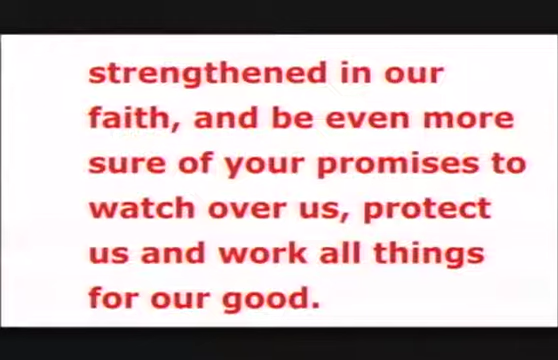 strengthened in our
faith, and be even more
sure of your promises to
watch over us, protect
us and work all things
for our good.